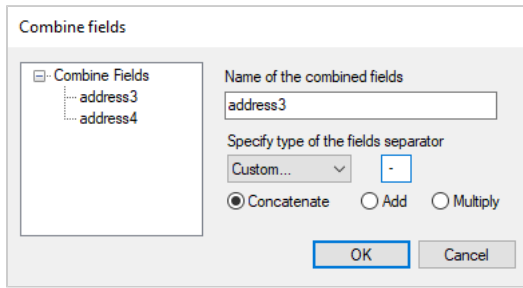 Combine fields
Combine Fields
address3
address4
Name of the combined fields
address3
Specify type of the fields separator
Custom... -
Concatenate Add Multiply
OK Cancel